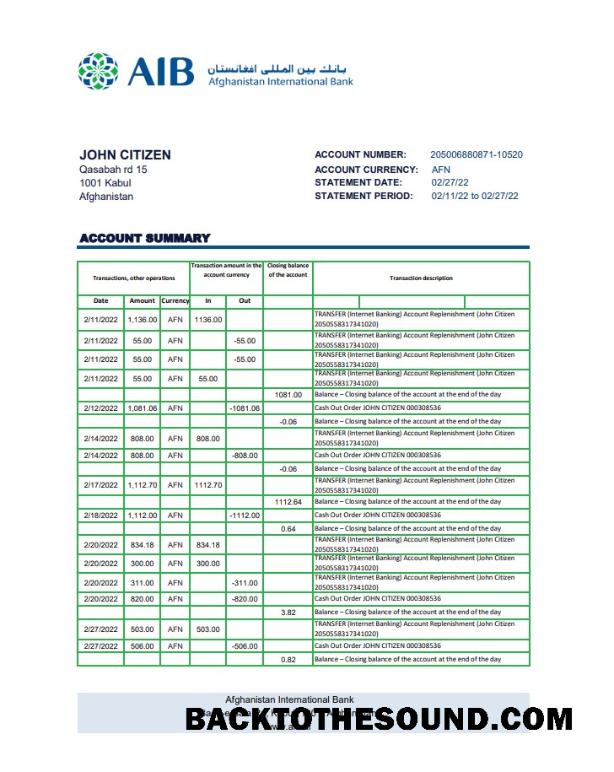 AIB
بانک بین المللی افغانستان
Afghanistan International Bank
JOHN CITIZEN
Qasabah rd 15
1001 Kabul
Afghanistan
ACCOUNT NUMBER: 205006880871-10520
ACCOUNT CURRENCY: AFN
STATEMENT DATE: 02/27/22
STATEMENT PERIOD: 02/11/22 to 02/27/22
ACCOUNT SUMMARY
Transactions, other operations
Transaction amount in the
account currency
Closing balance
of the account
Transaction description
Date Amount Currency In Out
2/11/2022 1,136.00 AFN 1136.00 TRANSFER (Internet Banking) Account Replenishment (John Citizen
2050558317341020)
2/11/2022 55.00 AFN -55.00 TRANSFER (Internet Banking) Account Replenishment (John Citizen
2050558317341020)
2/11/2022 55.00 AFN -55.00 TRANSFER (Internet Banking) Account Replenishment (John Citizen
2050558317341020)
2/11/2022 55.00 AFN 55.00 TRANSFER (Internet Banking) Account Replenishment (John Citizen
2050558317341020)
1081.00 Balance – Closing balance of the account at the end of the day
2/12/2022 1,081.06 AFN -1081.06 Cash Out Order JOHN CITIZEN 000308536
-0.06 Balance – Closing balance of the account at the end of the day
2/14/2022 808.00 AFN 808.00 TRANSFER (Internet Banking) Account Replenishment (John Citizen
2050558317341020)
2/14/2022 808.00 AFN -808.00 Cash Out Order JOHN CITIZEN 000308536
-0.06 Balance – Closing balance of the account at the end of the day
2/17/2022 1,112.70 AFN 1112.70 TRANSFER (Internet Banking) Account Replenishment (John Citizen
2050558317341020)
1112.64 Balance – Closing balance of the account at the end of the day
2/18/2022 1,112.00 AFN -1112.00 Cash Out Order JOHN CITIZEN 000308536
0.64 Balance – Closing balance of the account at the end of the day
2/20/2022 834.18 AFN 834.18 TRANSFER (Internet Banking) Account Replenishment (John Citizen
2050558317341020)
2/20/2022 300.00 AFN 300.00 TRANSFER (Internet Banking) Account Replenishment (John Citizen
2050558317341020)
2/20/2022 311.00 AFN -311.00 TRANSFER (Internet Banking) Account Replenishment (John Citizen
2050558317341020)
2/20/2022 820.00 AFN -820.00 Cash Out Order JOHN CITIZEN 000308536
3.82 Balance – Closing balance of the account at the end of the day
2/27/2022 503.00 AFN 503.00 TRANSFER (Internet Banking) Account Replenishment (John Citizen
2050558317341020)
2/27/2022 506.00 AFN -506.00 Cash Out Order JOHN CITIZEN 000308536
0.82 Balance – Closing balance of the account at the end of the day
Afghanistan International Bank
BACKTOTHESOUND.COM